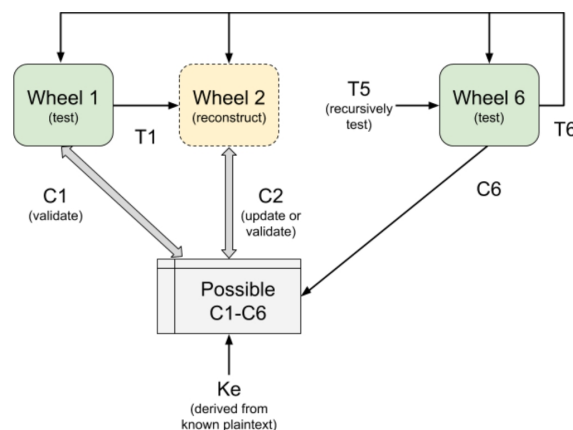 Wheel 1
(test)
T1
Wheel 2
(reconstruct)
T5
(recursively
test)
Wheel 6
(test)
T6
C1
(validate)
C2
(update or
validate)
C6
Possible
C1-C6
Ke
(derived from
known plaintext)